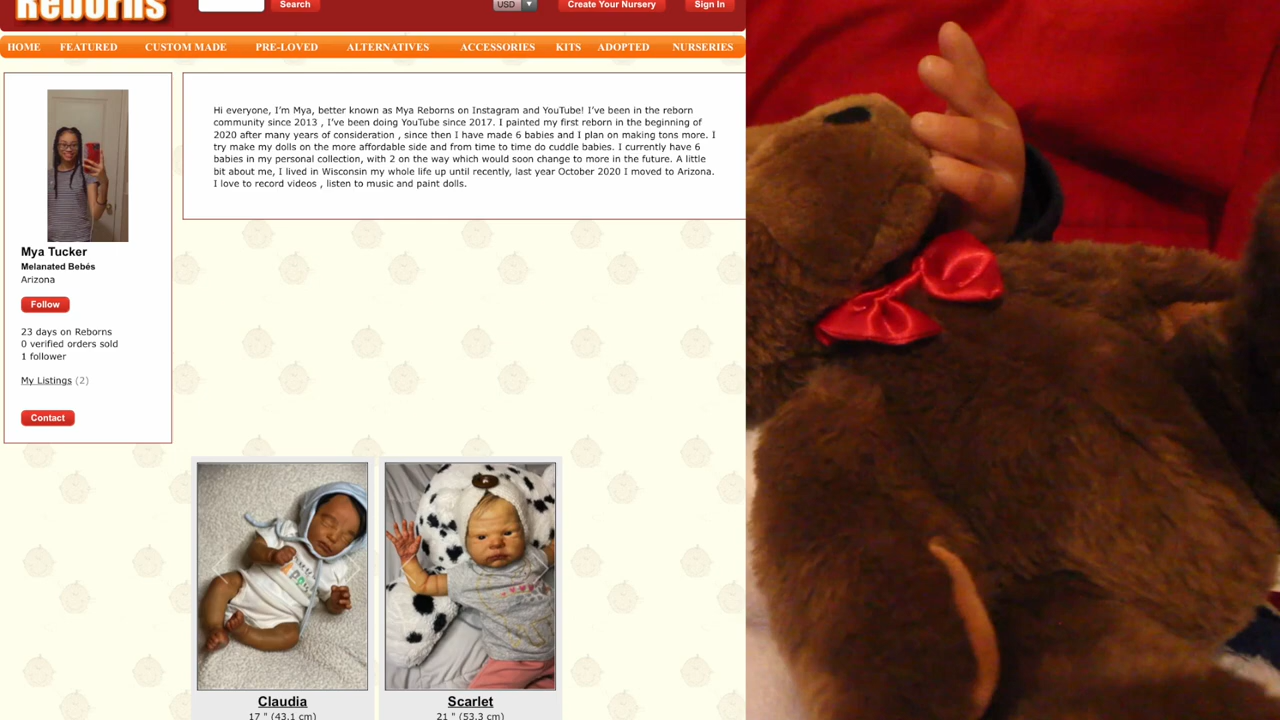 Reborns
Search
USD
Create Your Nursery
Sign In
HOME
FEATURED
CUSTOM MADE
PRE-LOVED
ALTERNATIVES
ACCESSORIES
KITS
ADOPTED
NURSERIES
Hi everyone, I'm Mya, better known as Mya Reborns on Instagram and YouTube! I've been in the reborn
community since 2013 , I've been doing YouTube since 2017. I painted my first reborn in the beginning of
2020 after many years of consideration , since then I have made 6 babies and I plan on making tons more. I
try make my dolls on the more affordable side and from time to time do cuddle babies. I currently have 6
babies in my personal collection, with 2 on the way which would soon change to more in the future. A little
bit about me, I lived in Wisconsin my whole life up until recently, last year October 2020 I moved to Arizona.
I love to record videos , listen to music and paint dolls.
Mya Tucker
Melanated Bebés
Arizona
Follow
23 days on Reborns
0 verified orders sold
1 follower
My Listings (2)
Contact
Claudia
17 " (43.1 cm)
Scarlet
21 " (53.3 cm)